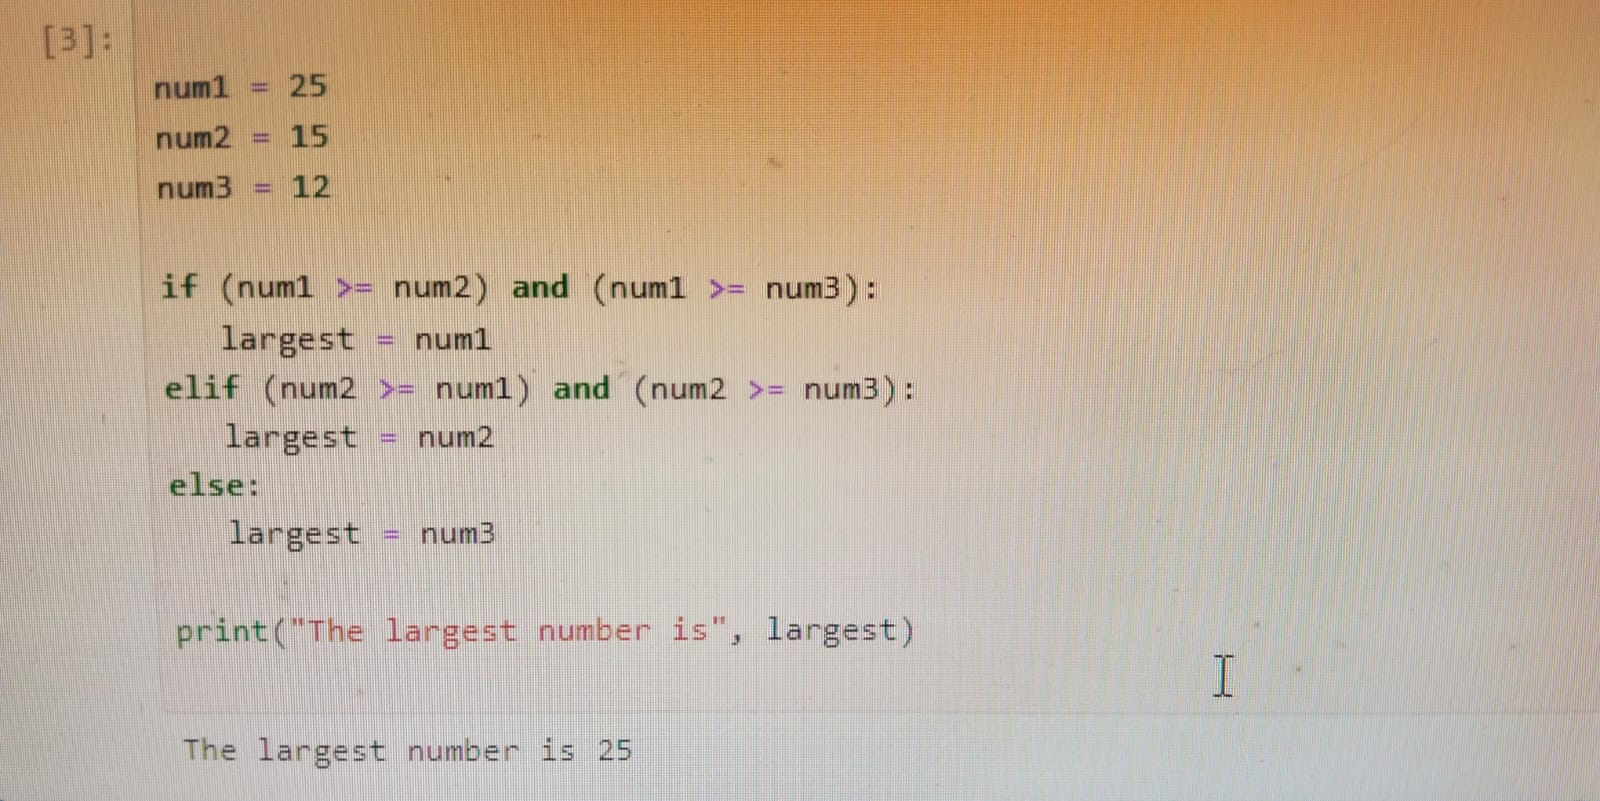 [3]:
num1 = 25
num2 = 15
num3 = 12
if (num1 >= num2) and (num1 >= num3):
   largest = num1
elif (num2 >= num1) and (num2 >= num3):
   largest = num2
else:
   largest = num3
print("The largest number is", largest)
The largest number is 25